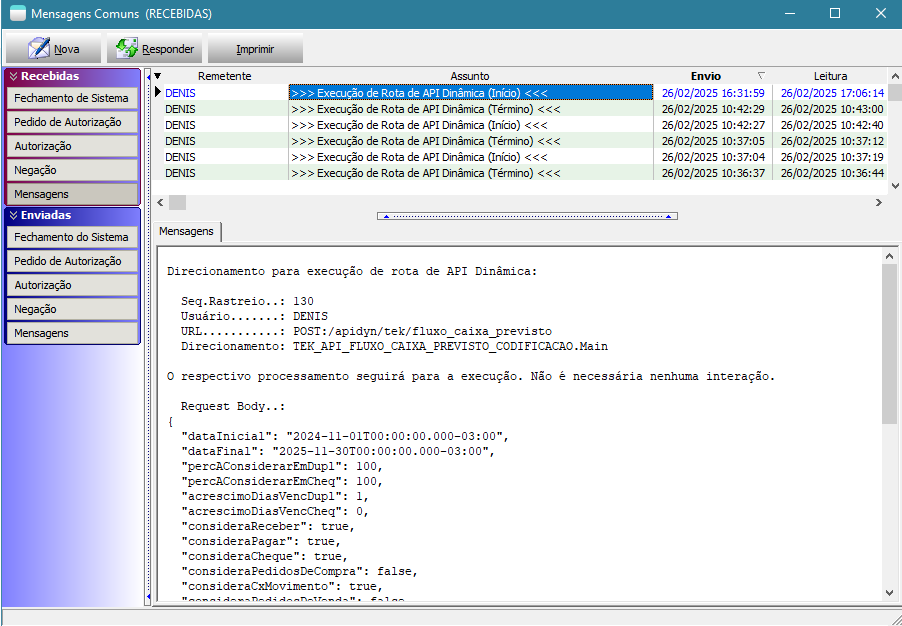 Mensagens Comuns  (RECEBIDAS)
Nova
Responder
Imprimir
Recebidas
Fechamento de Sistema
Pedido de Autorização
Autorização
Negação
Mensagens
Enviadas
Fechamento do Sistema
Pedido de Autorização
Autorização
Negação
Mensagens
Remetente Assunto Envio Leitura
DENIS >>> Execução de Rota de API Dinâmica (Início) <<< 26/02/2025 16:31:59 26/02/2025 17:06:14
DENIS >>> Execução de Rota de API Dinâmica (Término) <<< 26/02/2025 10:42:29 26/02/2025 10:43:00
DENIS >>> Execução de Rota de API Dinâmica (Início) <<< 26/02/2025 10:42:27 26/02/2025 10:42:40
DENIS >>> Execução de Rota de API Dinâmica (Término) <<< 26/02/2025 10:37:05 26/02/2025 10:37:12
DENIS >>> Execução de Rota de API Dinâmica (Início) <<< 26/02/2025 10:37:04 26/02/2025 10:37:19
DENIS >>> Execução de Rota de API Dinâmica (Término) <<< 26/02/2025 10:36:37 26/02/2025 10:36:44
Mensagens
Direcionamento para execução de rota de API Dinâmica:
Seq.Rastreio..: 130
Usuário.......: DENIS
URL...........: POST:/apidyn/tek/fluxo_caixa_previsto
Direcionamento: TEK_API_FLUXO_CAIXA_PREVISTO_CODIFICACAO.Main
O respectivo processamento seguirá para a execução. Não é necessária nenhuma interação.
Request Body..:
{
"dataInicial": "2024-11-01T00:00:00.000-03:00",
"dataFinal": "2025-11-30T00:00:00.000-03:00",
"percAConsiderarEmDupl": 100,
"percAConsiderarEmCheq": 100,
"acrescimoDiasVencDupl": 1,
"acrescimoDiasVencCheq": 0,
"consideraReceber": true,
"consideraPagar": true,
"consideraCheque": true,
"consideraPedidosDeCompra": false,
"consideraCxMovimento": true,
"consideraPedidosDeVenda": false